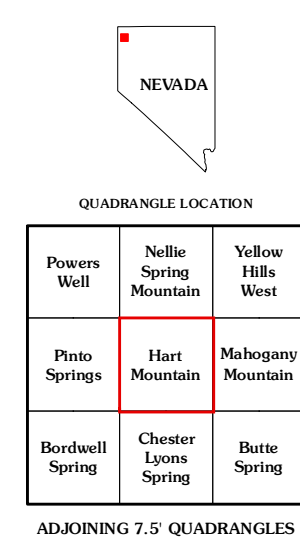 NEVADA
QUADRANGLE LOCATION
Powers
Well
Nellie
Spring
Mountain
Yellow
Hills
West
Pinto
Springs
Hart
Mountain
Mahogany
Mountain
Bordwell
Spring
Chester
Lyons
Spring
Butte
Spring
ADJOINING 7.5' QUADRANGLES